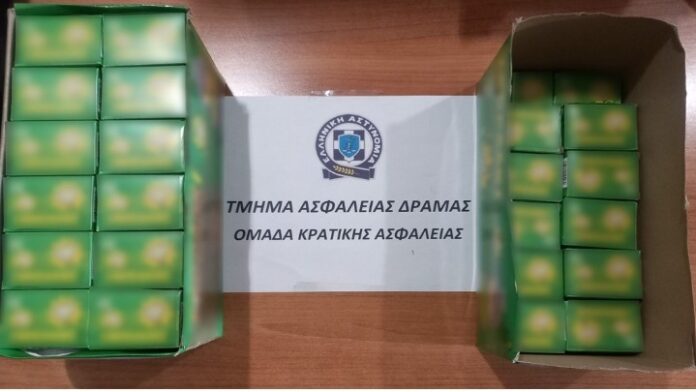 ΕΛΛΗΝΙΚΗ ΑΣΤΥΝΟΜΙΑ
ΤΜΗΜΑ ΑΣΦΑΛΕΙΑΣ ΔΡΑΜΑΣ
ΟΜΑΔΑ ΚΡΑΤΙΚΗΣ ΑΣΦΑΛΕΙΑΣ